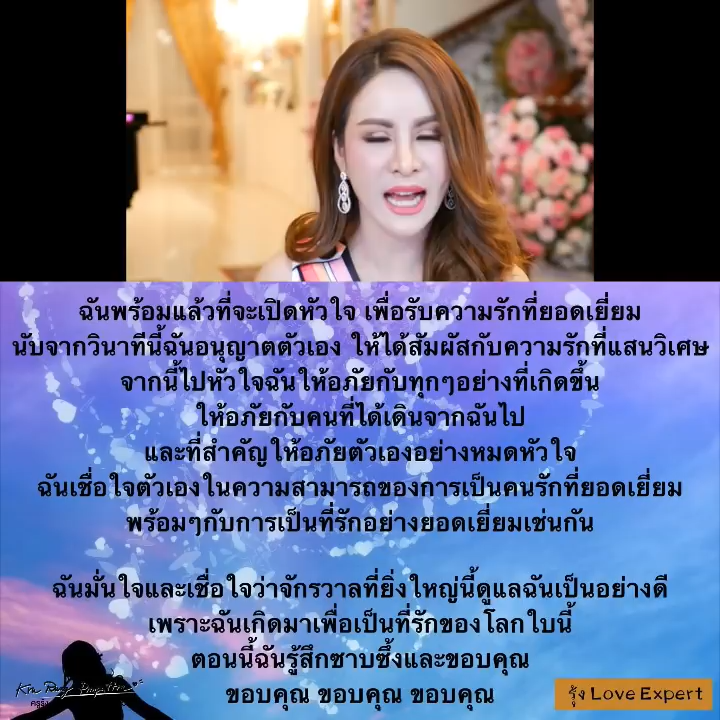 ฉันพร้อมแล้วที่จะเปิดหัวใจ เพื่อรับความรักที่ยอดเยี่ยม
นับจากวินาทีนี้ฉันอนุญาตตัวเอง ให้ได้สัมผัสกับความรักที่แสนวิเศษ
จากนี้ไปหัวใจฉันให้อภัยกับทุกๆอย่างที่เกิดขึ้น
ให้อภัยกับคนที่ได้เดินจากฉันไป
และที่สำคัญให้อภัยตัวเองอย่างหมดหัวใจ
ฉันเชื่อใจตัวเองในความสามารถของการเป็นคนรักที่ยอดเยี่ยม
พร้อมๆกับการเป็นที่รักอย่างยอดเยี่ยมเช่นกัน
ฉันมั่นใจและเชื่อใจว่าจักรวาลที่ยิ่งใหญ่นี้ดูแลฉันเป็นอย่างดี
เพราะฉันเกิดมาเพื่อเป็นที่รักของโลกใบนี้
ตอนนี้ฉันรู้สึกซาบซึ้งและขอบคุณ
ขอบคุณ ขอบคุณ ขอบคุณ
ครูรุ้ง
รุ้ง Love Expert